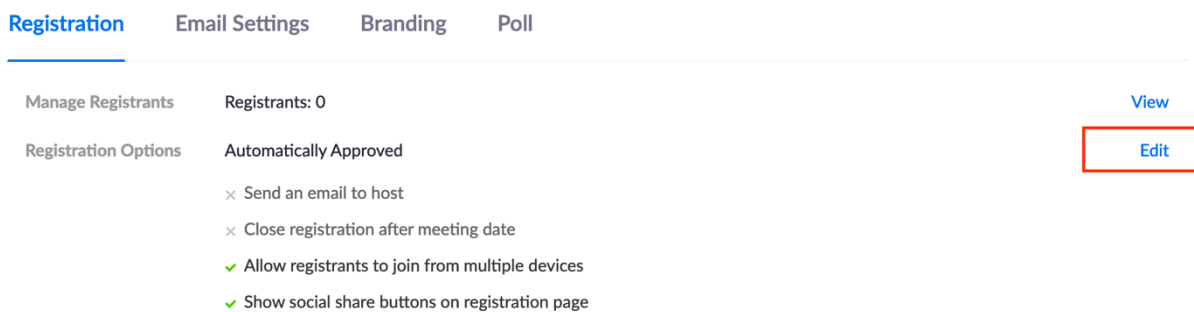 Registration Email Settings Branding Poll
Manage Registrants Registrants: 0 View
Registration Options Automatically Approved Edit
Send an email to host
Close registration after meeting date
Allow registrants to join from multiple devices
Show social share buttons on registration page